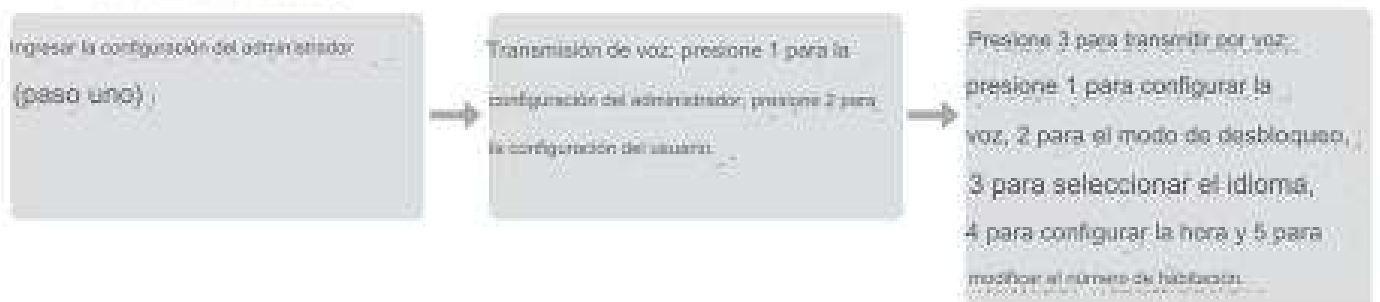 Ingresar la configuración del administrador
(paso uno) ,
Transmisión de voz: presione 1 para la
configuración del administrador, presione 2 para
la configuración del usuario.
Presione 3 para transmitir por voz:
presione 1 para configurar la
voz, 2 para el modo de desbloqueo,
3 para seleccionar el idioma,
4 para configurar la hora y 5 para
modificar el número de habitación.